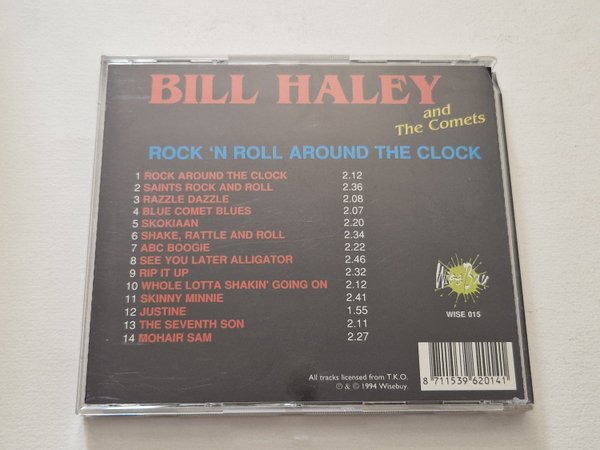 BILL HALEY
and
The Comets
ROCK 'N ROLL AROUND THE CLOCK
1 ROCK AROUND THE CLOCK 2.12
2 SAINTS ROCK AND ROLL 2.36
3 RAZZLE DAZZLE 2.08
4 BLUE COMET BLUES 2.07
5 SKOKIAAN 2.20
6 SHAKE, RATTLE AND ROLL 2.34
7 ABC BOOGIE 2.22
8 SEE YOU LATER ALLIGATOR 2.46
9 RIP IT UP 2.32
10 WHOLE LOTTA SHAKIN' GOING ON 2.12
11 SKINNY MINNIE 2.41
12 JUSTINE 1.55
13 THE SEVENTH SON 2.11
14 MOHAIR SAM 2.27
Wise Buy
WISE 015
All tracks licensed from T.K.O.
℗ & © 1994 Wisebuy.
8 711539 620141